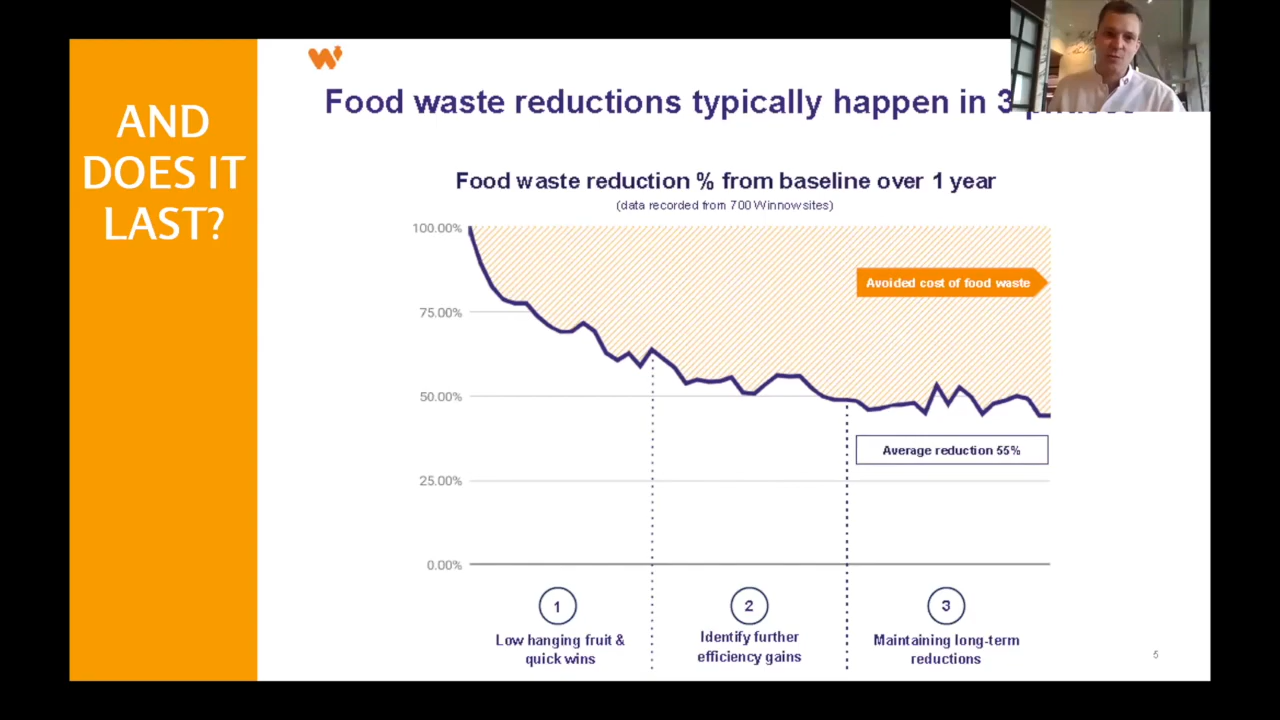 AND
DOES IT
LAST?
Food waste reductions typically happen in 3
Food waste reduction % from baseline over 1 year
(data recorded from 700 Winnow sites)
100.00%
75.00%
50.00%
25.00%
0.00%
Avoided cost of food waste
Average reduction 55%
1
Low hanging fruit &
quick wins
2
Identify further
efficiency gains
3
Maintaining long-term
reductions
5